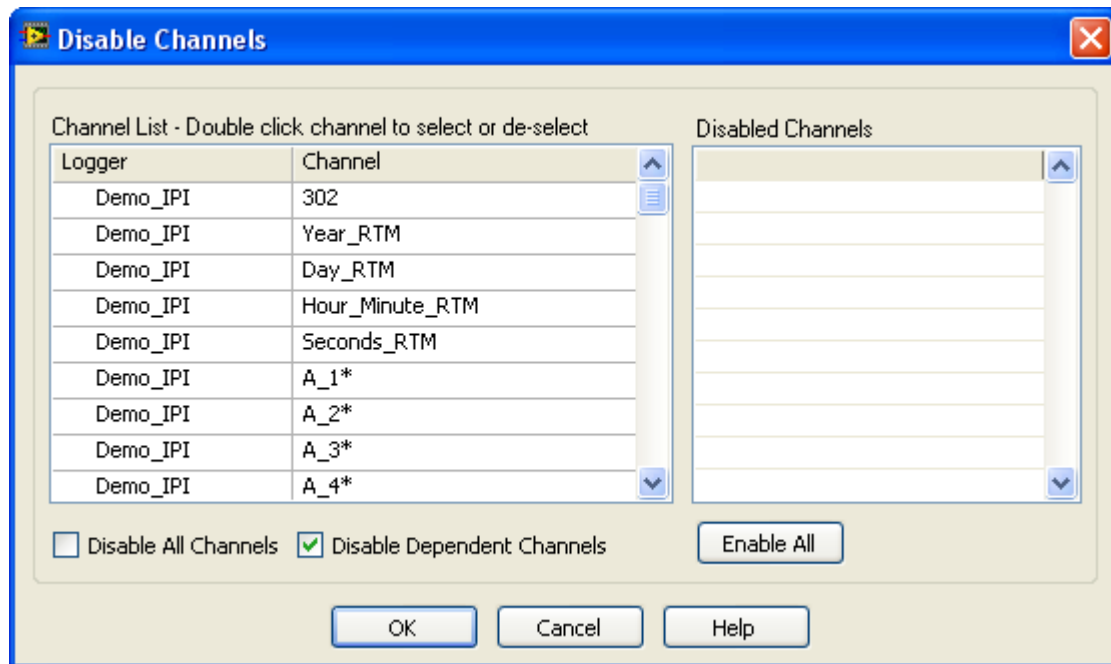 Disable Channels
Channel List - Double click channel to select or de-select
Disabled Channels
Logger Channel
Demo_IPI 302
Demo_IPI Year_RTM
Demo_IPI Day_RTM
Demo_IPI Hour_Minute_RTM
Demo_IPI Seconds_RTM
Demo_IPI A_1*
Demo_IPI A_2*
Demo_IPI A_3*
Demo_IPI A_4*
Disable All Channels Disable Dependent Channels Enable All
OK Cancel Help